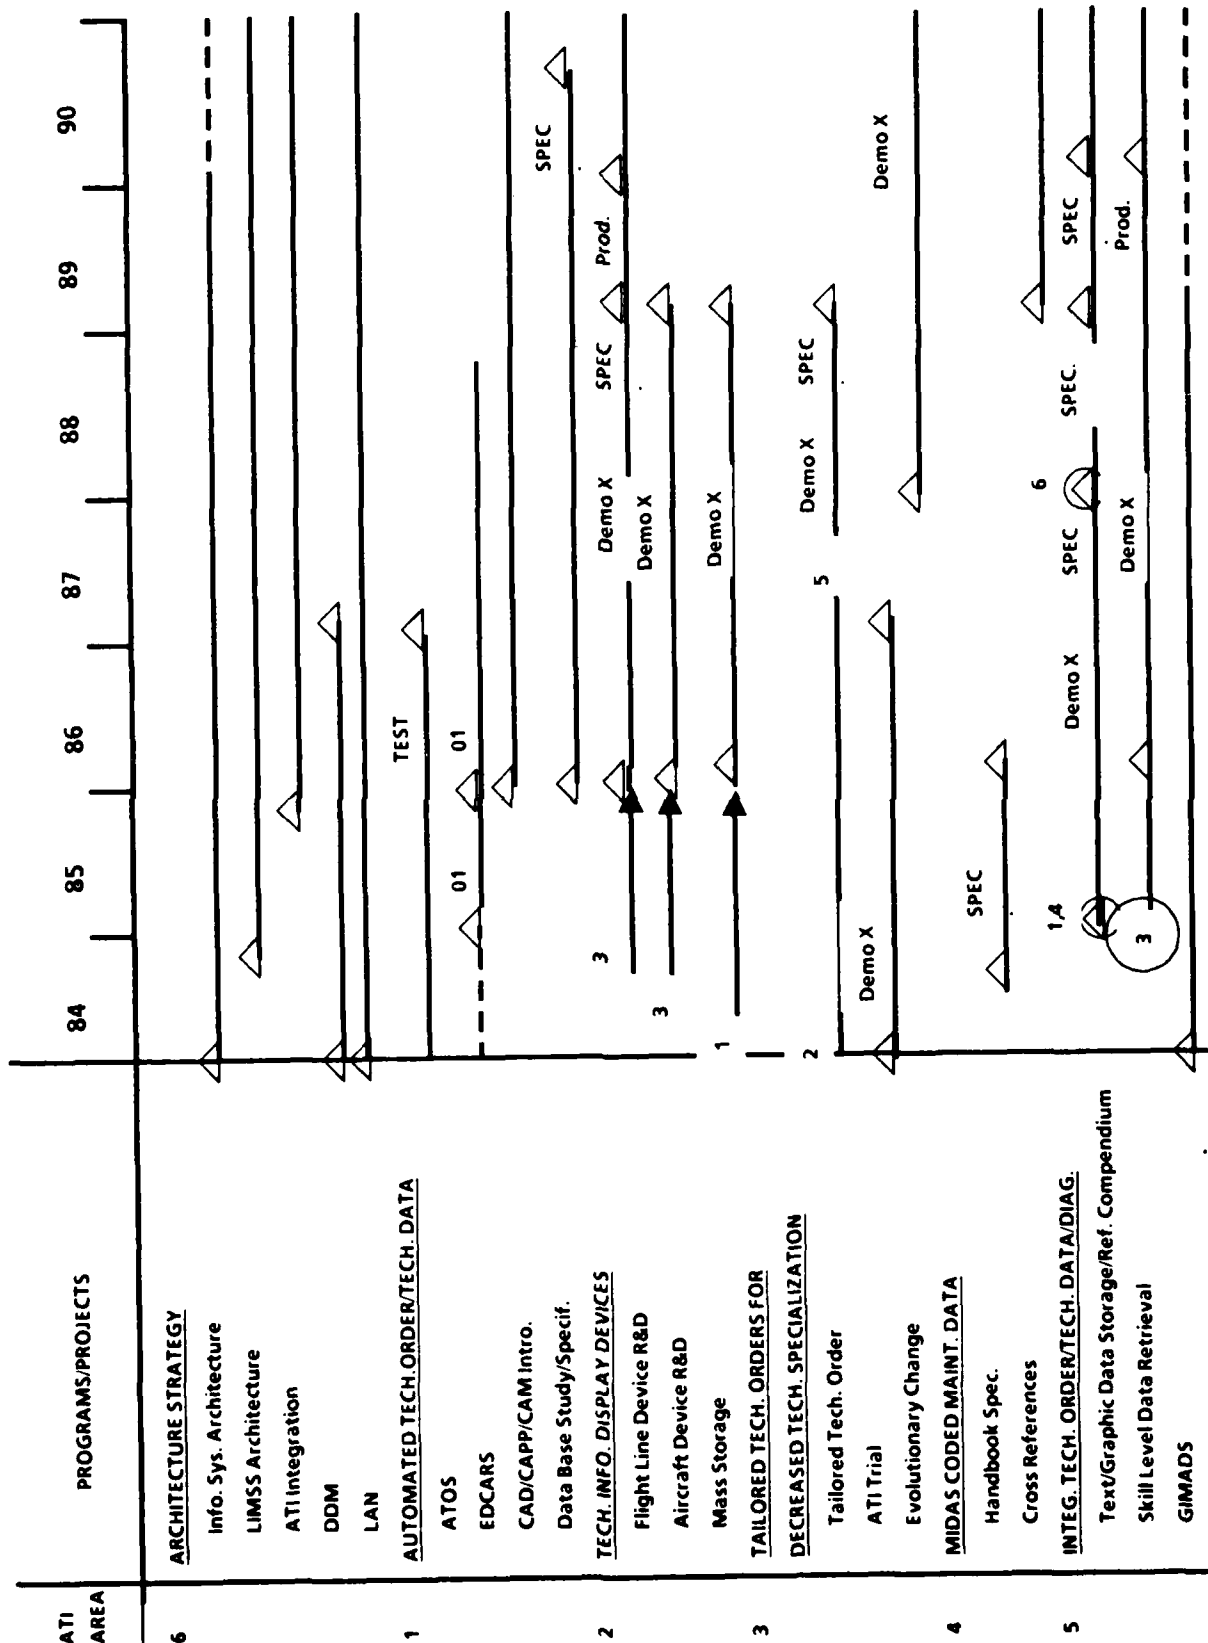 ATI AREA PROGRAMS/PROJECTS 84 85 86 87 88 89 90
6 ARCHITECTURE STRATEGY
Info. Sys. Architecture
LIMSS Architecture
ATI Integration
DDM
LAN
1 AUTOMATED TECH.ORDER/TECH. DATA
ATOS TEST
EDCARS 01 01
CAD/CAPP/CAM Intro.
Data Base Study/Specif. SPEC
2 TECH. INFO. DISPLAY DEVICES
Flight Line Device R&D 3 Demo X SPEC Prod.
Aircraft Device R&D 3 Demo X
Mass Storage 1 Demo X
3 TAILORED TECH. ORDERS FOR
DECREASED TECH. SPECIALIZATION
Tailored Tech. Order 2 5 Demo X SPEC
ATI Trial Demo X
Evolutionary Change Demo X
4 MIDAS CODED MAINT. DATA
Handbook Spec. SPEC
Cross References
5 INTEG. TECH. ORDER/TECH. DATA/DIAG.
Text/Graphic Data Storage/Ref. Compendium 1,4 Demo X SPEC 6 SPEC. SPEC
Skill Level Data Retrieval 3 Demo X Prod.
GIMADS